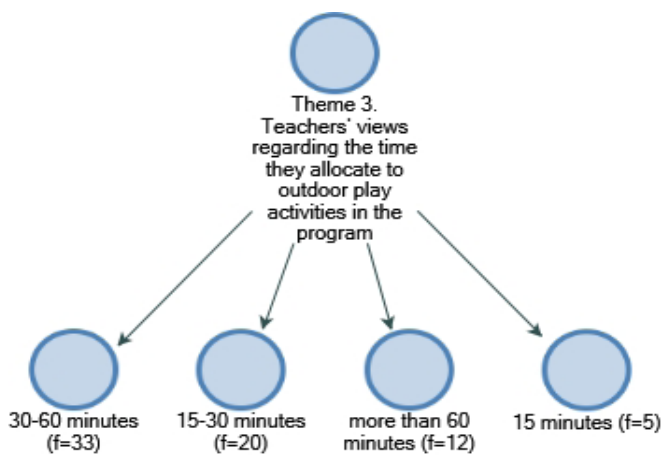 Theme 3.
Teachers' views
regarding the time
they allocate to
outdoor play
activities in the
program
30-60 minutes
(f=33)
15-30 minutes
(f=20)
more than 60
minutes (f=12)
15 minutes (f=5)